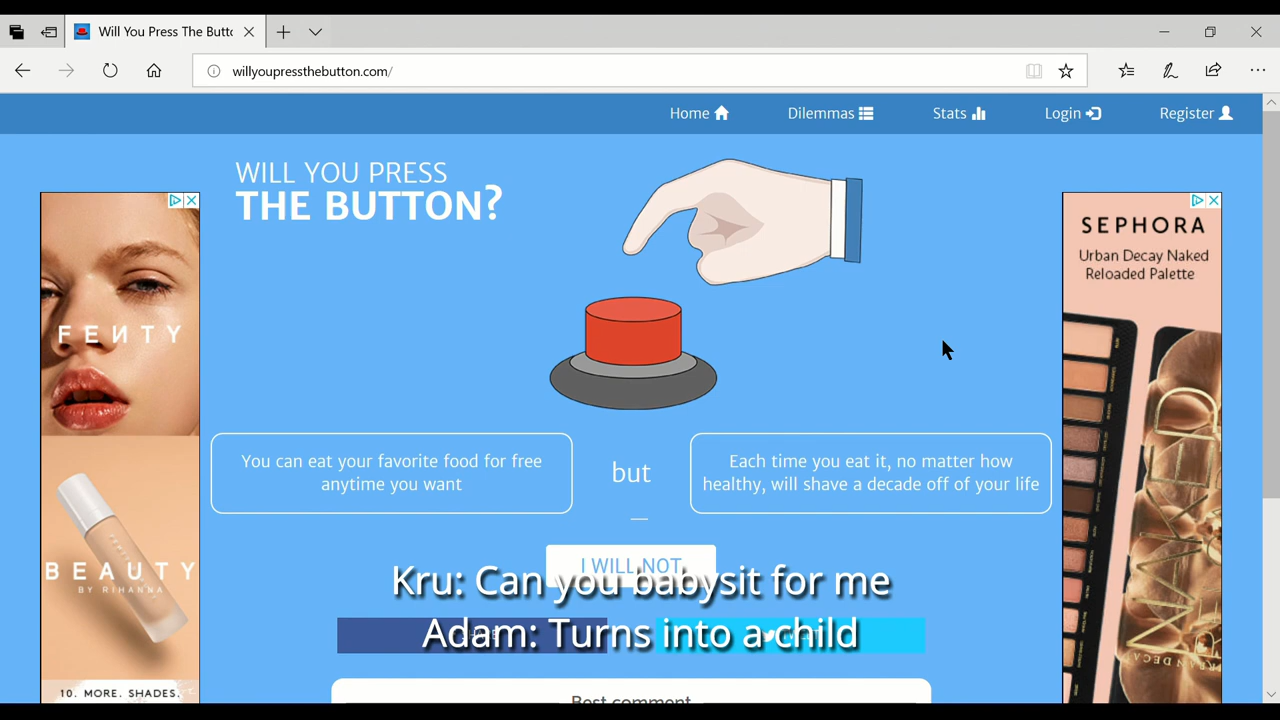 Will You Press The Butt
willyoupressthebutton.com/
Home
Dilemmas
Stats
Login
Register
WILL YOU PRESS
THE BUTTON?
FENTY
BEAUTY
BY RIHANNA
10. MORE. SHADES.
SEPHORA
Urban Decay Naked
Reloaded Palette
NAKED
You can eat your favorite food for free
anytime you want
but
Each time you eat it, no matter how
healthy, will shave a decade off of your life
I WILL NOT
Kru: Can you babysit for me
Adam: Turns into a child
Best comment